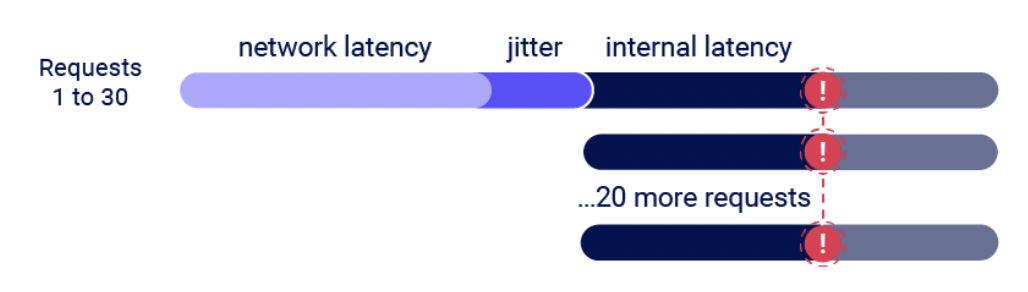 network latency
jitter
internal latency
Requests
1 to 30
!
!
...20 more requests
!